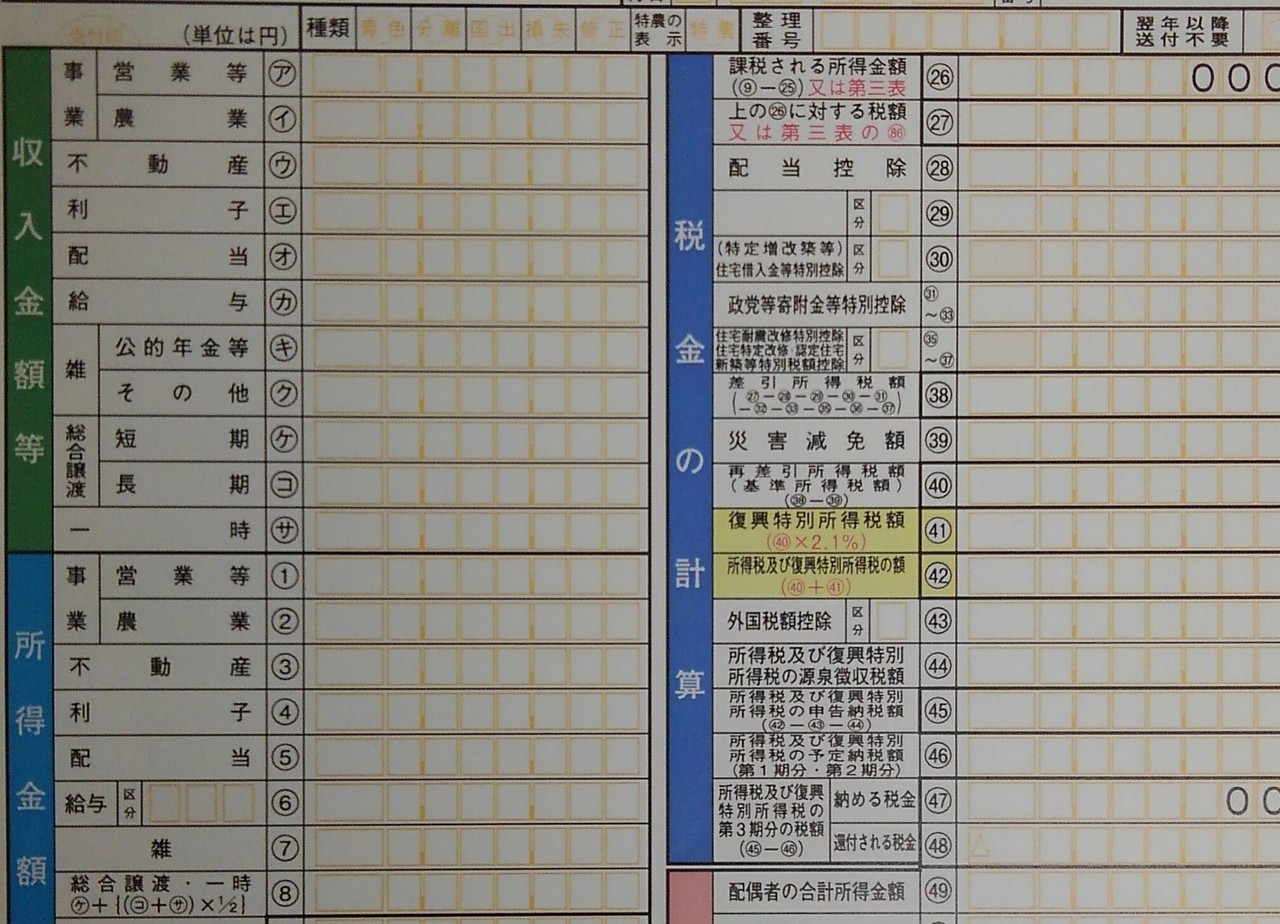 (単位は円)
種類
青色
分離
国出
損失
修正
特農の
表示
特農
整理
番号
翌年以降
送付不要
収入金額等
事業
営業等
㋐
農業
㋑
不動産
㋒
利子
㋓
配当
㋔
給与
㋕
雑
公的年金等
㋖
その他
㋗
総合譲渡
短期
㋘
長期
㋙
一時
㋚
所得金額
事業
営業等
①
農業
②
不動産
③
利子
④
配当
⑤
給与
区分
⑥
雑
⑦
総合譲渡・一時
㋘+{(㋙+㋚)×½}
⑧
税金の計算
課税される所得金額
(⑨-㉕)又は第三表
㉖
000
上の㉖に対する税額
又は第三表の86
㉗
配当控除
㉘
区分
㉙
(特定増改築等)
住宅借入金等特別控除
区分
㉚
政党等寄附金等特別控除
㉛
~㉝
住宅耐震改修特別控除
住宅特定改修・認定住宅
新築等特別税額控除
区分
㉟
~㊲
差引所得税額
(㉗-㉘-㉙-㉚-㉛
-㉜-㉝-㉟-㊱-㊲)
㊳
災害減免額
㊴
再差引所得税額
(基準所得税額)
(㊳-㊴)
㊵
復興特別所得税額
(㊵×2.1%)
㊶
所得税及び復興特別所得税の額
(㊵+㊶)
㊷
外国税額控除
区分
㊸
所得税及び復興特別
所得税の源泉徴収税額
㊹
所得税及び復興特別
所得税の申告納税額
(㊷-㊸-㊹)
㊺
所得税及び復興特別
所得税の予定納税額
(第1期分・第2期分)
㊻
所得税及び復興
特別所得税の
第3期分の税額
(㊺-㊻)
納める税金
㊼
00
還付される税金
㊽
△
配偶者の合計所得金額
㊾